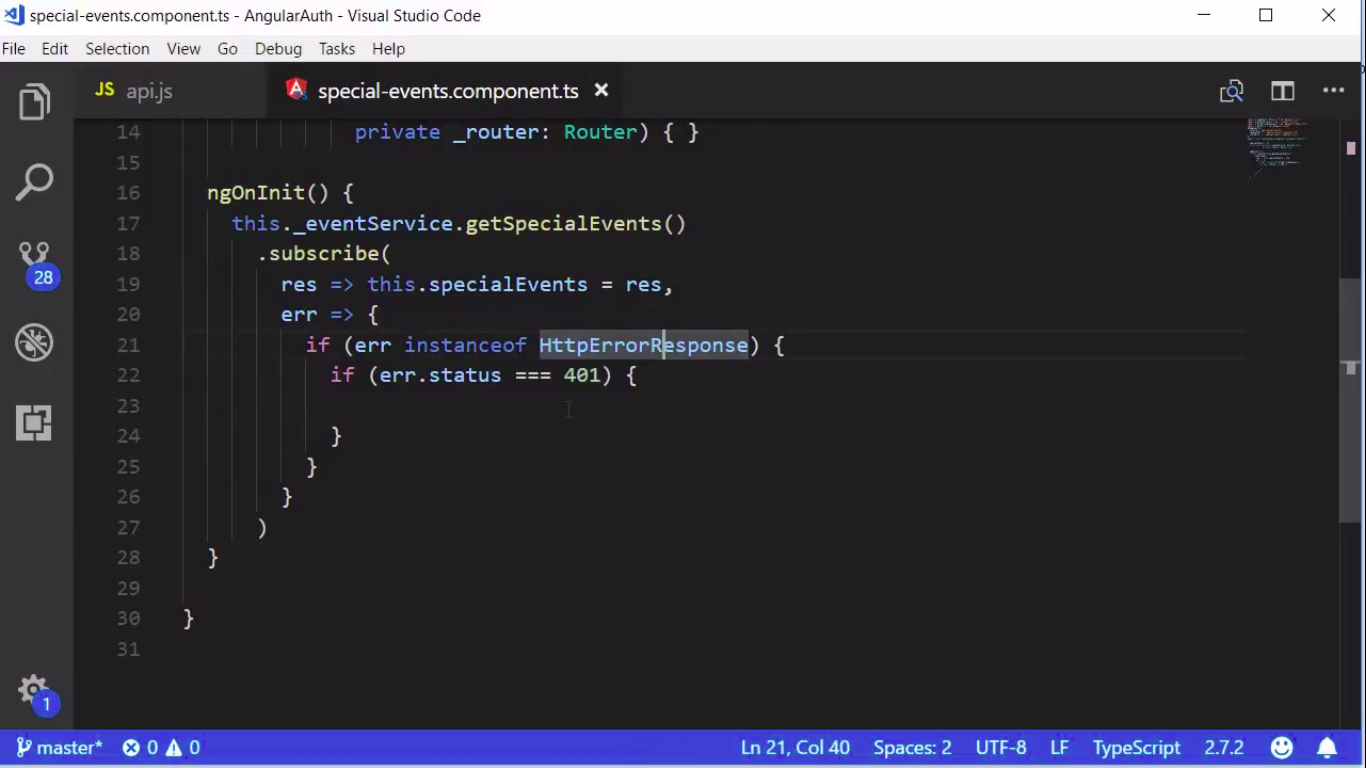 special-events.component.ts - AngularAuth - Visual Studio Code
File Edit Selection View Go Debug Tasks Help
JS api.js special-events.component.ts
14 private _router: Router) { }
15
16 ngOnInit() {
17 this._eventService.getSpecialEvents()
18 .subscribe(
19 res => this.specialEvents = res,
20 err => {
21 if (err instanceof HttpErrorResponse) {
22 if (err.status === 401) {
23
24 }
25 }
26 }
27 )
28 }
29
30 }
31
28
1
master* 0 0 Ln 21, Col 40 Spaces: 2 UTF-8 LF TypeScript 2.7.2